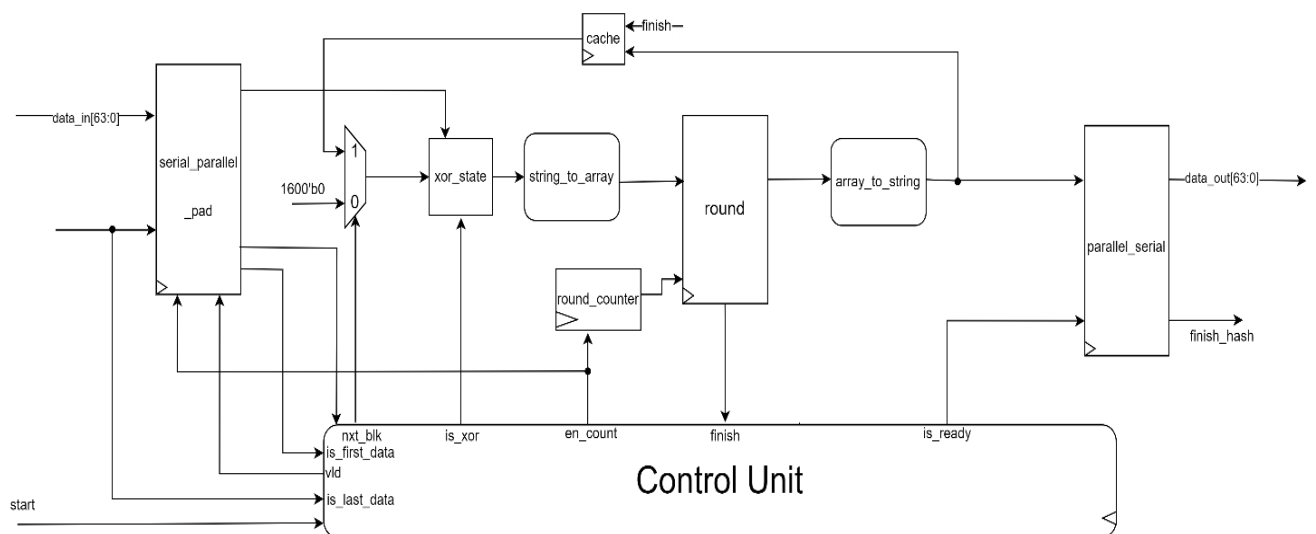 finish
cache
data_in[63:0]
serial_parallel
_pad
1
1600'b0
0
xor_state
string_to_array
round
array_to_string
data_out[63:0]
parallel_serial
round_counter
finish_hash
nxt_blk
is_xor
en_count
finish
is_ready
is_first_data
vld
is_last_data
start
Control Unit